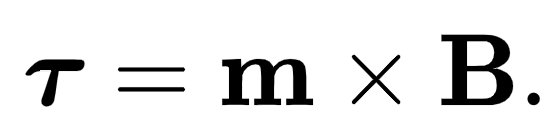 τ = m × B.